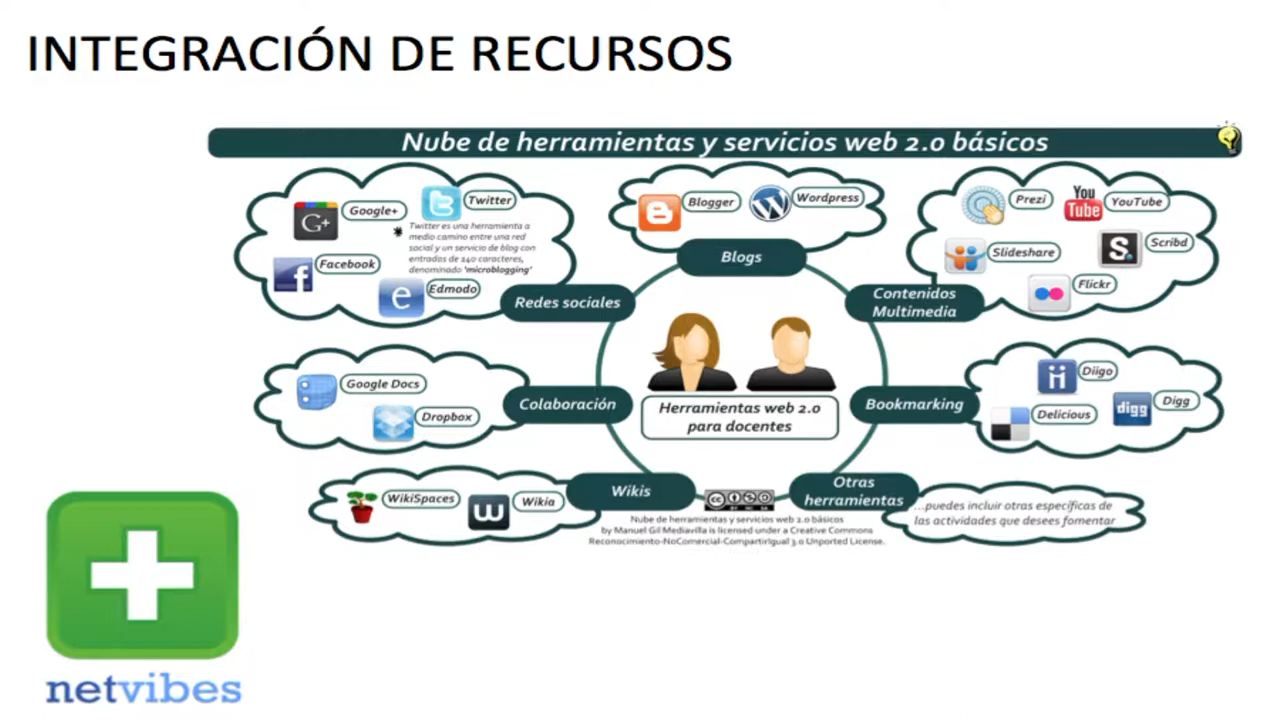 INTEGRACIÓN DE RECURSOS
Nube de herramientas y servicios web 2.0 básicos
Google+
Twitter
Twitter es una herramienta a
medio camino entre una red
social y un servicio de blog con
entradas de 140 caracteres,
denominado 'microblogging'
Facebook
Edmodo
Redes sociales
Blogger
Wordpress
Blogs
Prezi
You
Tube
YouTube
Slideshare
Scribd
Flickr
Contenidos
Multimedia
Google Docs
Dropbox
Colaboración
Herramientas web 2.0
para docentes
Bookmarking
Diigo
Delicious
digg
Digg
WikiSpaces
Wikia
Wikis
Otras
herramientas
...puedes incluir otras específicas de
las actividades que desees fomentar
Nube de herramientas y servicios web 2.0 básicos
by Manuel Gil Mediavilla is licensed under a Creative Commons
Reconocimiento-NoComercial-CompartirIgual 3.0 Unported License.
netvibes